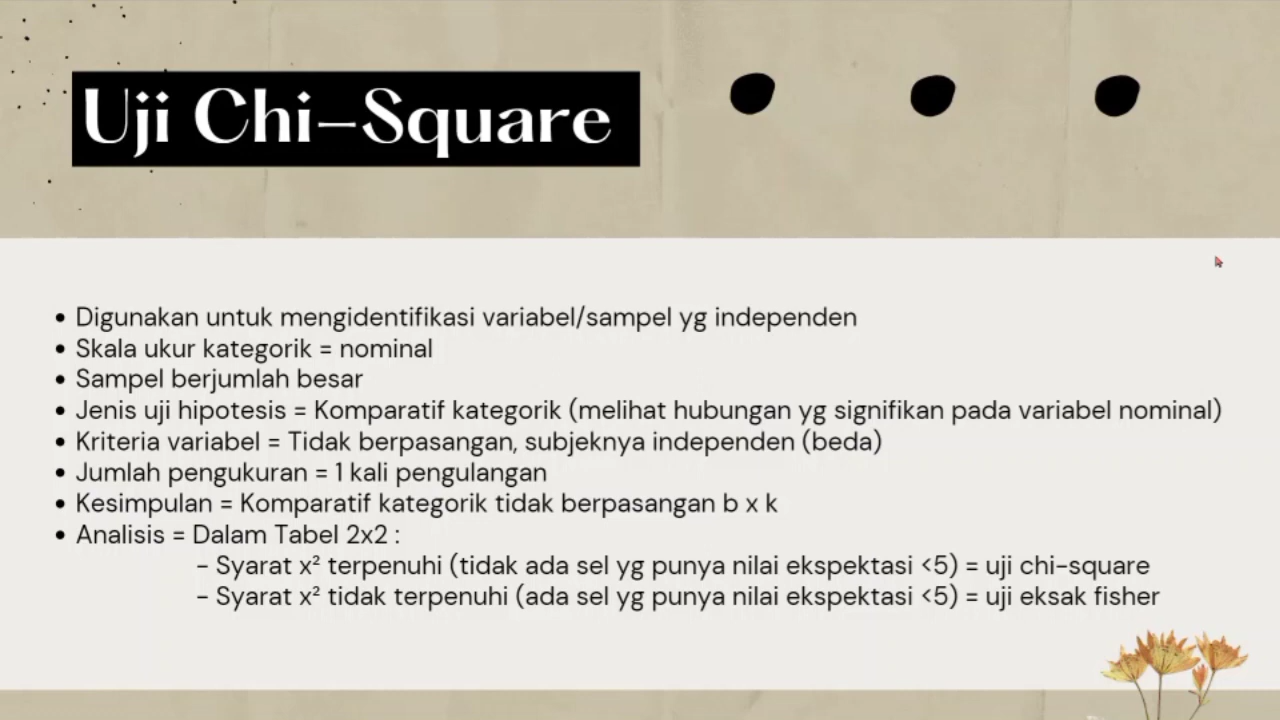 Uji Chi-Square
• Digunakan untuk mengidentifikasi variabel/sampel yg independen
• Skala ukur kategorik = nominal
• Sampel berjumlah besar
• Jenis uji hipotesis = Komparatif kategorik (melihat hubungan yg signifikan pada variabel nominal)
• Kriteria variabel = Tidak berpasangan, subjeknya independen (beda)
• Jumlah pengukuran = 1 kali pengulangan
• Kesimpulan = Komparatif kategorik tidak berpasangan b x k
• Analisis = Dalam Tabel 2x2 :
- Syarat x² terpenuhi (tidak ada sel yg punya nilai ekspektasi <5) = uji chi-square
- Syarat x² tidak terpenuhi (ada sel yg punya nilai ekspektasi <5) = uji eksak fisher